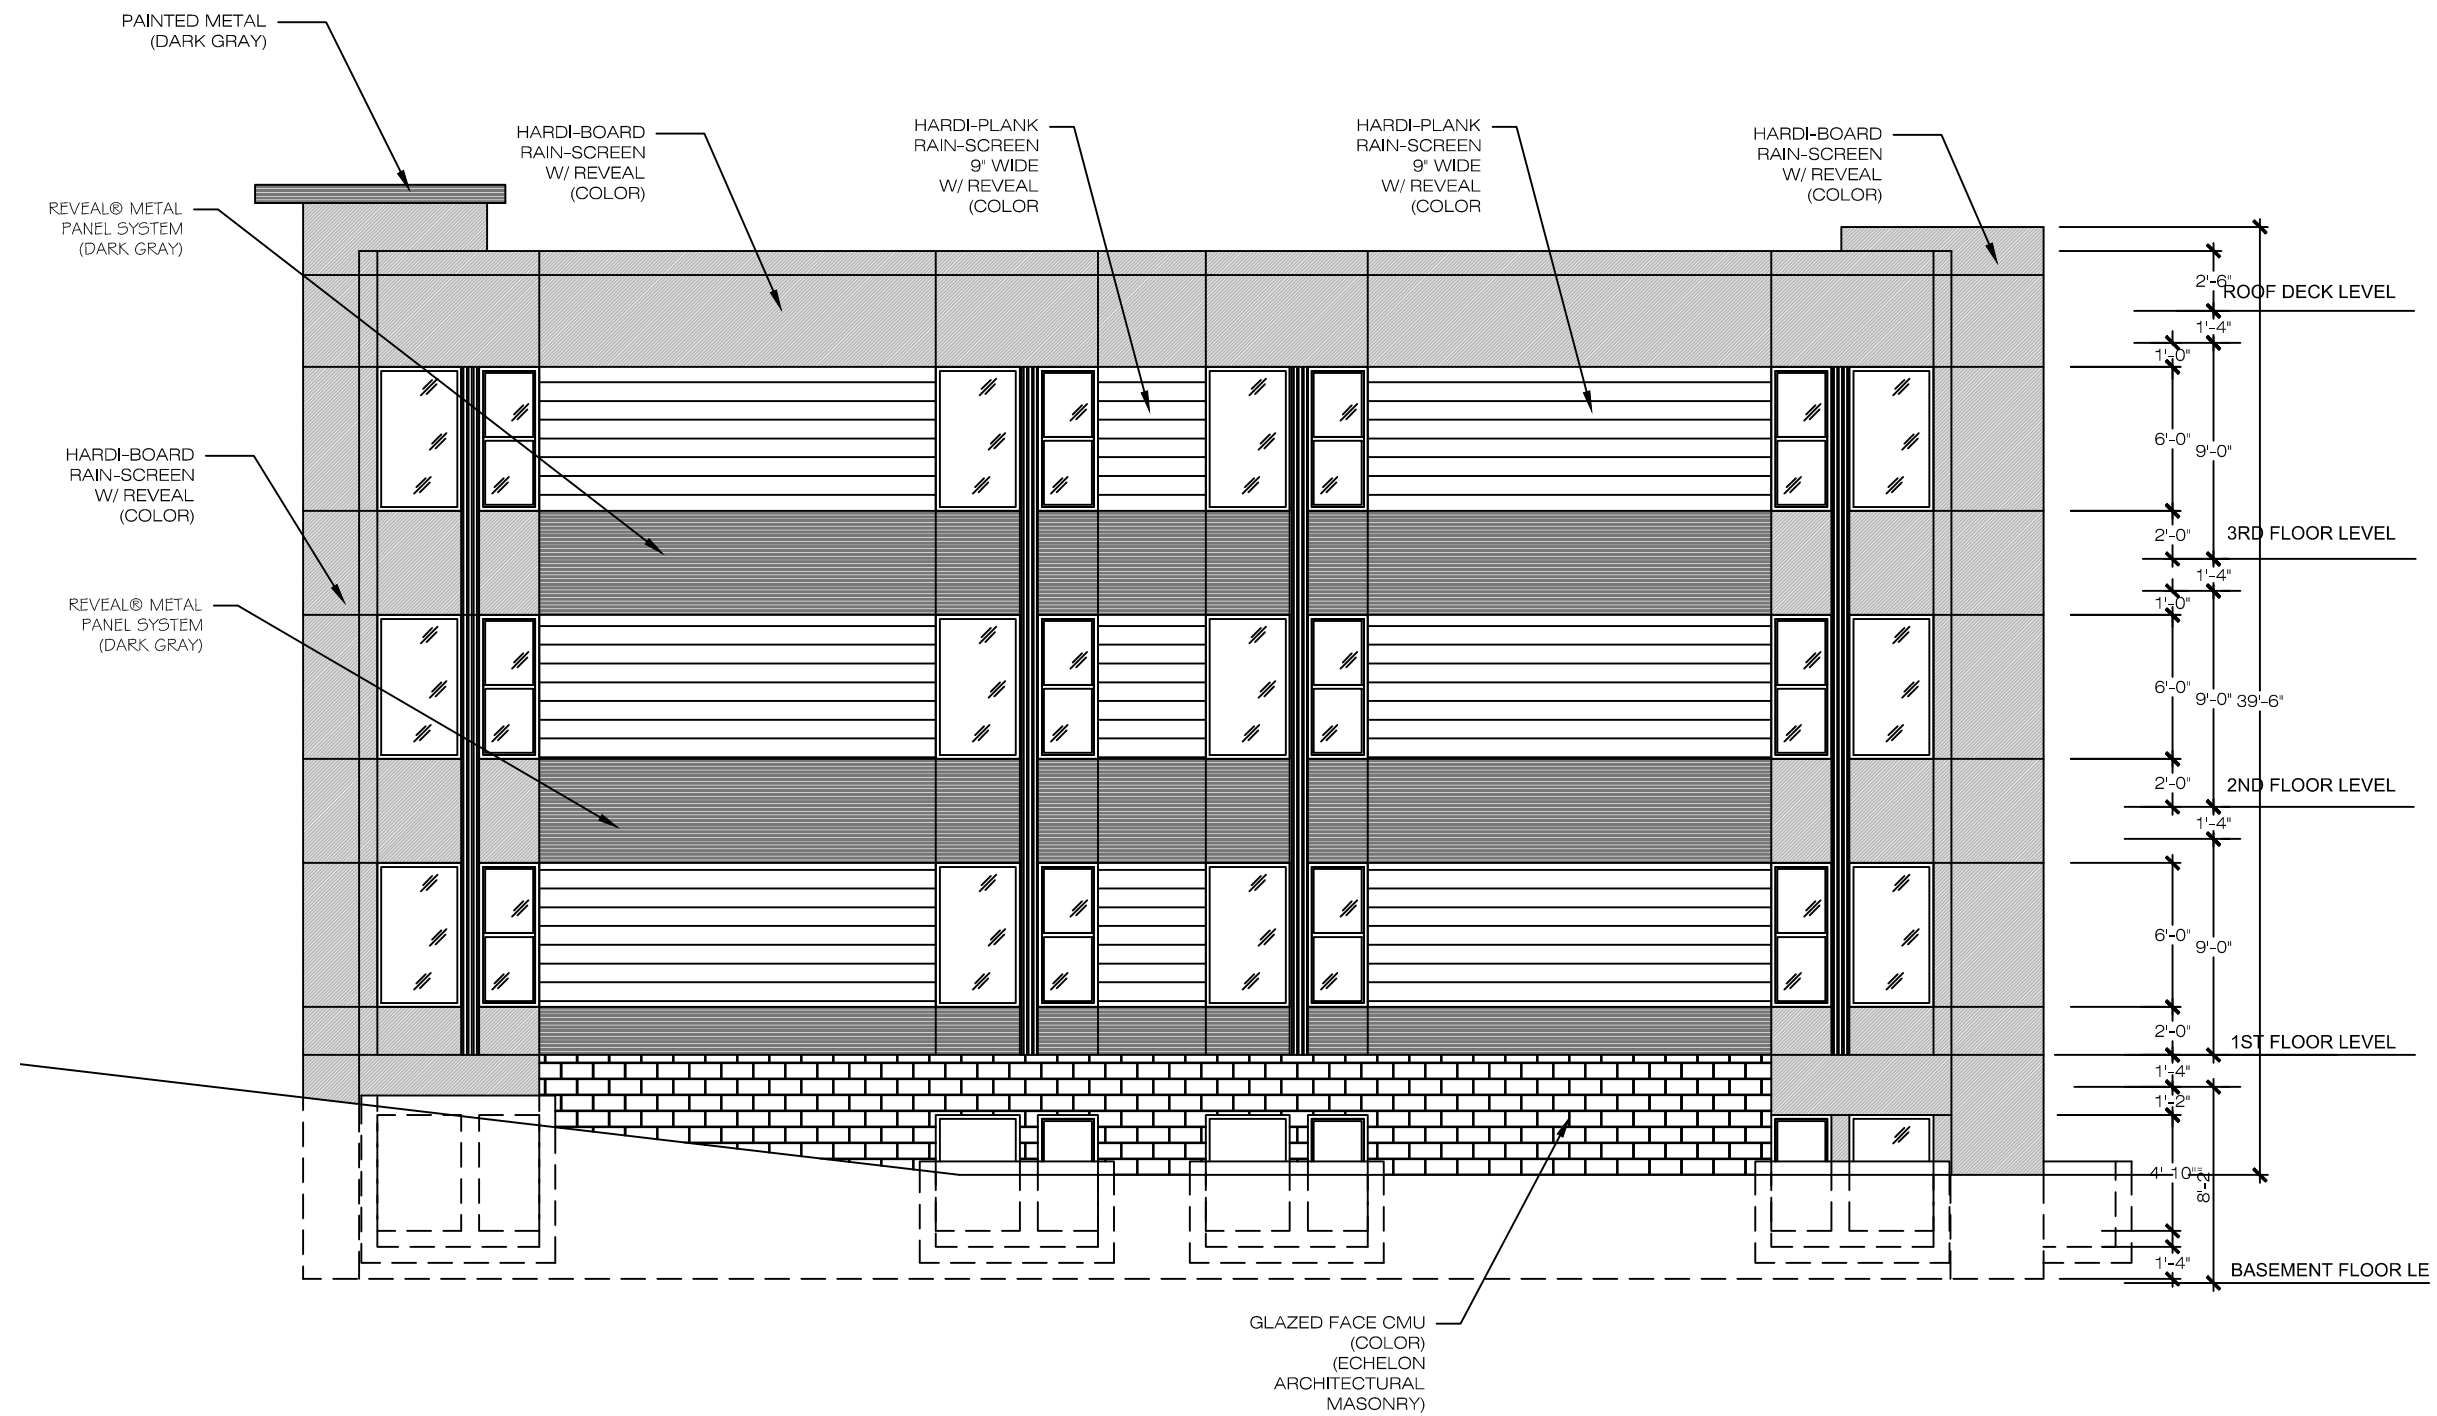 PAINTED METAL
(DARK GRAY)
HARDI-BOARD
RAIN-SCREEN
W/ REVEAL
(COLOR)
HARDI-PLANK
RAIN-SCREEN
9" WIDE
W/ REVEAL
(COLOR
HARDI-PLANK
RAIN-SCREEN
9" WIDE
W/ REVEAL
(COLOR
HARDI-BOARD
RAIN-SCREEN
W/ REVEAL
(COLOR)
REVEAL® METAL
PANEL SYSTEM
(DARK GRAY)
HARDI-BOARD
RAIN-SCREEN
W/ REVEAL
(COLOR)
REVEAL® METAL
PANEL SYSTEM
(DARK GRAY)
2'-6"
ROOF DECK LEVEL
1'-4"
1'-0"
6'-0"
9'-0"
2'-0"
3RD FLOOR LEVEL
1'-4"
1'-0"
6'-0"
9'-0"
39'-6"
2'-0"
2ND FLOOR LEVEL
1'-4"
6'-0"
9'-0"
2'-0"
1ST FLOOR LEVEL
1'-4"
1'-2"
4'-10"
8'-2"
1'-4"
BASEMENT FLOOR LE
GLAZED FACE CMU
(COLOR)
(ECHELON
ARCHITECTURAL
MASONRY)